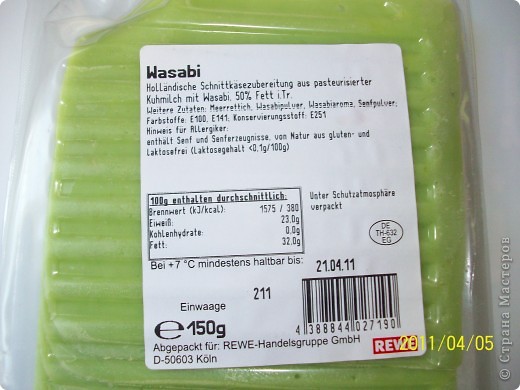 Wasabi
Holländische Schnittkäsezubereitung aus pasteurisierter
Kuhmilch mit Wasabi, 50% Fett i.Tr.
Weitere Zutaten: Meerrettich, Wasabipulver, Wasabiaroma, Senfpulver;
Farbstoffe: E100, E141; Konservierungsstoff: E251
Hinweis für Allergiker:
enthält Senf und Senferzeugnisse, von Natur aus gluten- und
laktosefrei (Laktosegehalt <0,1g/100g)
100g enthalten durchschnittlich:
Brennwert (kJ/kcal): 1575 / 380
Eiweiß: 23.0g
Kohlenhydrate: 0.0g
Fett: 32.0g
Unter Schutzatmosphäre
verpackt
DE
TH-632
EG
Bei +7 °C mindestens haltbar bis: 21.04.11
211
Einwaage
e 150g
4 388844 027190
Abgepackt für: REWE-Handelsgruppe GmbH
D-50603 Köln
REWE
2011/04/05
© Страна Мастеров